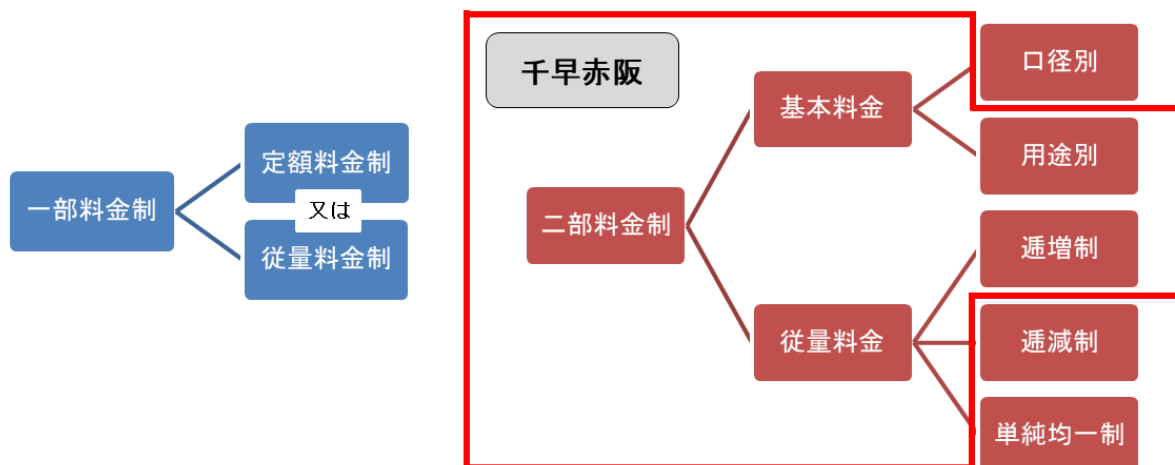 一部料金制
定額料金制
又は
従量料金制
千早赤阪
二部料金制
基本料金
口径別
用途別
従量料金
逓増制
逓減制
単純均一制